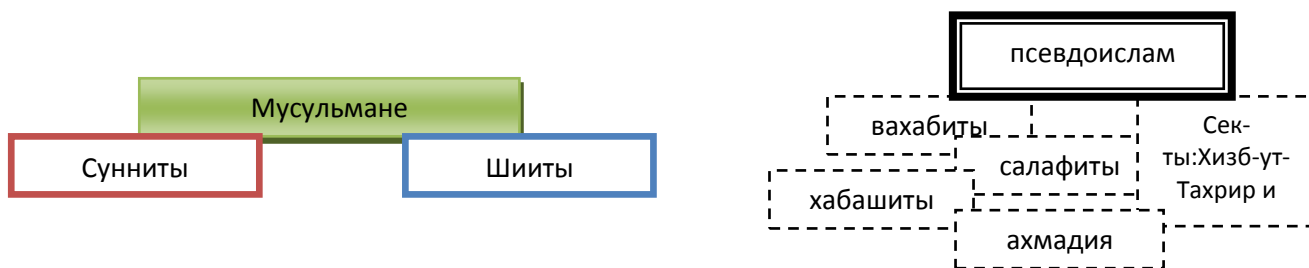 Мусульмане
Сунниты
Шииты
псевдоислам
вахабиты
Сек-
ты:Хизб-ут-
Тахрир и
салафиты
хабашиты
ахмадия